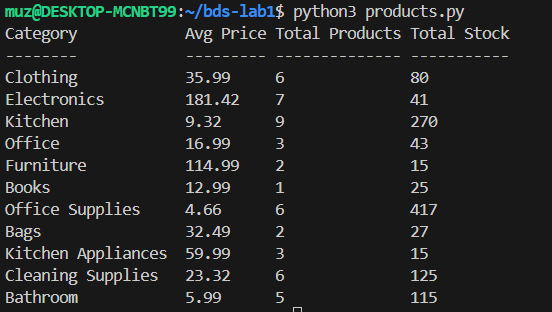 muz@DESKTOP-MCNBT99:~/bds-lab1$ python3 products.py
Category           Avg Price Total Products Total Stock
--------           --------- -------------- -----------
Clothing           35.99     6              80
Electronics        181.42    7              41
Kitchen            9.32      9              270
Office             16.99     3              43
Furniture          114.99    2              15
Books              12.99     1              25
Office Supplies    4.66      6              417
Bags               32.49     2              27
Kitchen Appliances 59.99     3              15
Cleaning Supplies  23.32     6              125
Bathroom           5.99      5              115